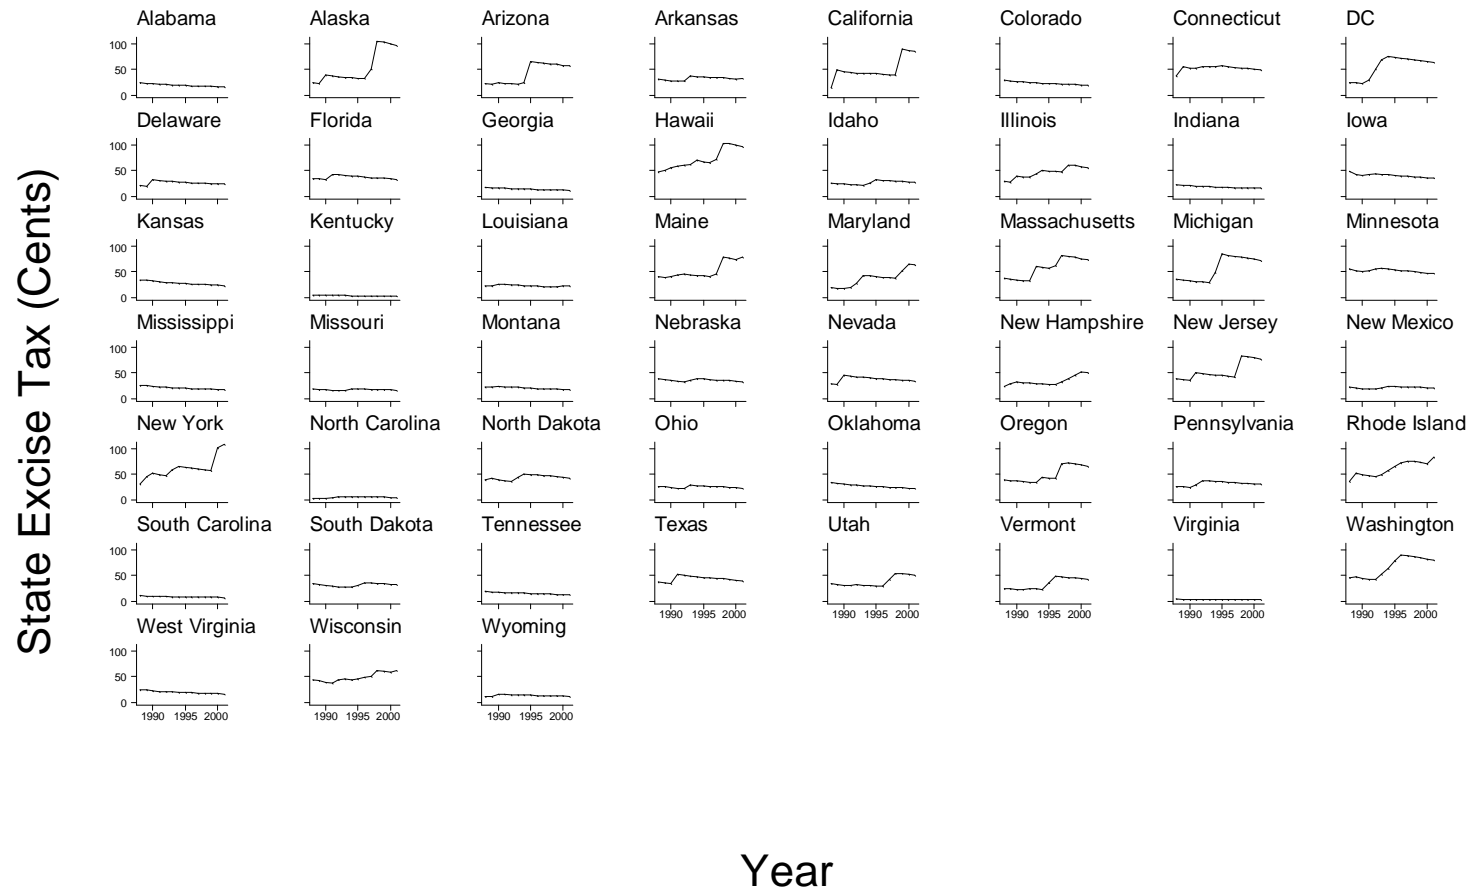 State Excise Tax (Cents)
Alabama Alaska Arizona Arkansas California Colorado Connecticut DC
100
50
0
Delaware Florida Georgia Hawaii Idaho Illinois Indiana Iowa
100
50
0
Kansas Kentucky Louisiana Maine Maryland Massachusetts Michigan Minnesota
100
50
0
Mississippi Missouri Montana Nebraska Nevada New Hampshire New Jersey New Mexico
100
50
0
New York North Carolina North Dakota Ohio Oklahoma Oregon Pennsylvania Rhode Island
100
50
0
South Carolina South Dakota Tennessee Texas Utah Vermont Virginia Washington
100
50
0
1990 1995 2000 1990 1995 2000 1990 1995 2000 1990 1995 2000 1990 1995 2000
West Virginia Wisconsin Wyoming
100
50
0
1990 1995 2000 1990 1995 2000 1990 1995 2000
Year